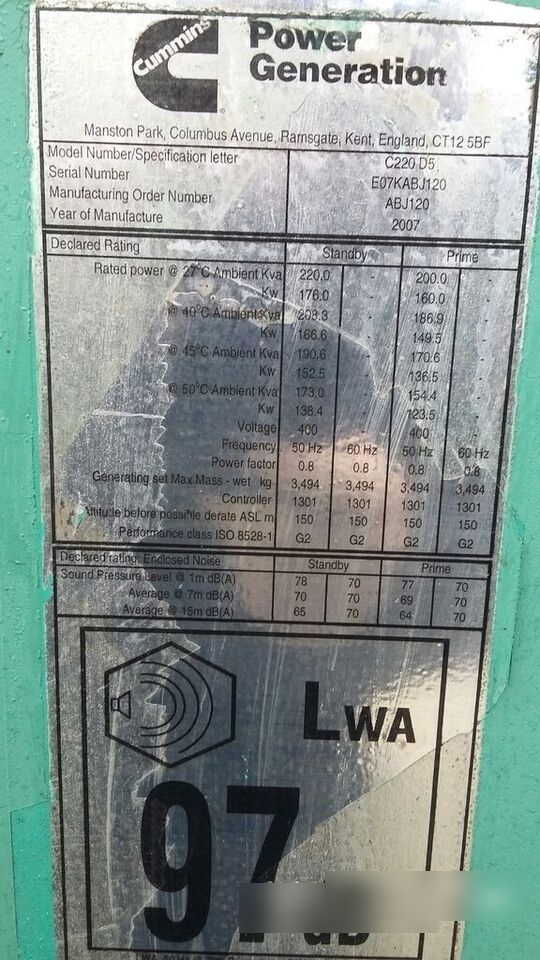 Cummins
Power
Generation
Manston Park, Columbus Avenue, Ramsgate, Kent, England, CT12 5BF
Model Number/Specification letter C220 D5
Serial Number E07KABJ120
Manufacturing Order Number ABJ120
Year of Manufacture 2007
Declared Rating Standby Prime
Rated power @ 27°C Ambient Kva 220.0 - 200.0 -
Kw 176.0 - 160.0 -
@ 40°C Ambient Kva 208.3 - 186.9 -
Kw 166.6 - 149.5 -
@ 45°C Ambient Kva 190.6 - 170.6 -
Kw 152.5 - 136.5 -
@ 50°C Ambient Kva 173.0 - 154.4 -
Kw 138.4 - 123.5 -
Voltage 400 - 400 -
Frequency 50 Hz 60 Hz 50 Hz 60 Hz
Power factor 0.8 0.8 0.8 0.8
Generating set Max Mass - wet kg 3,494 3,494 3,494 3,494
Controller 1301 1301 1301 1301
Altitude before possible derate ASL m 150 150 150 150
Performance class ISO 8528-1 G2 G2 G2 G2
Declared rating: Enclosed Noise Standby Prime
Sound Pressure Level @ 1m dB(A) 78 70 77 70
Average @ 7m dB(A) 70 70 69 70
Average @ 15m dB(A) 65 70 64 70
LWA
97
dB